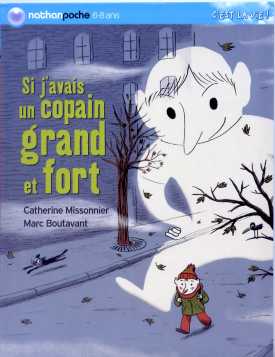 nathanpoche 6-8 ans
C'EST LA VIE !
Si j'avais
un copain
grand
et fort
Catherine Missonnier
Marc Boutavant